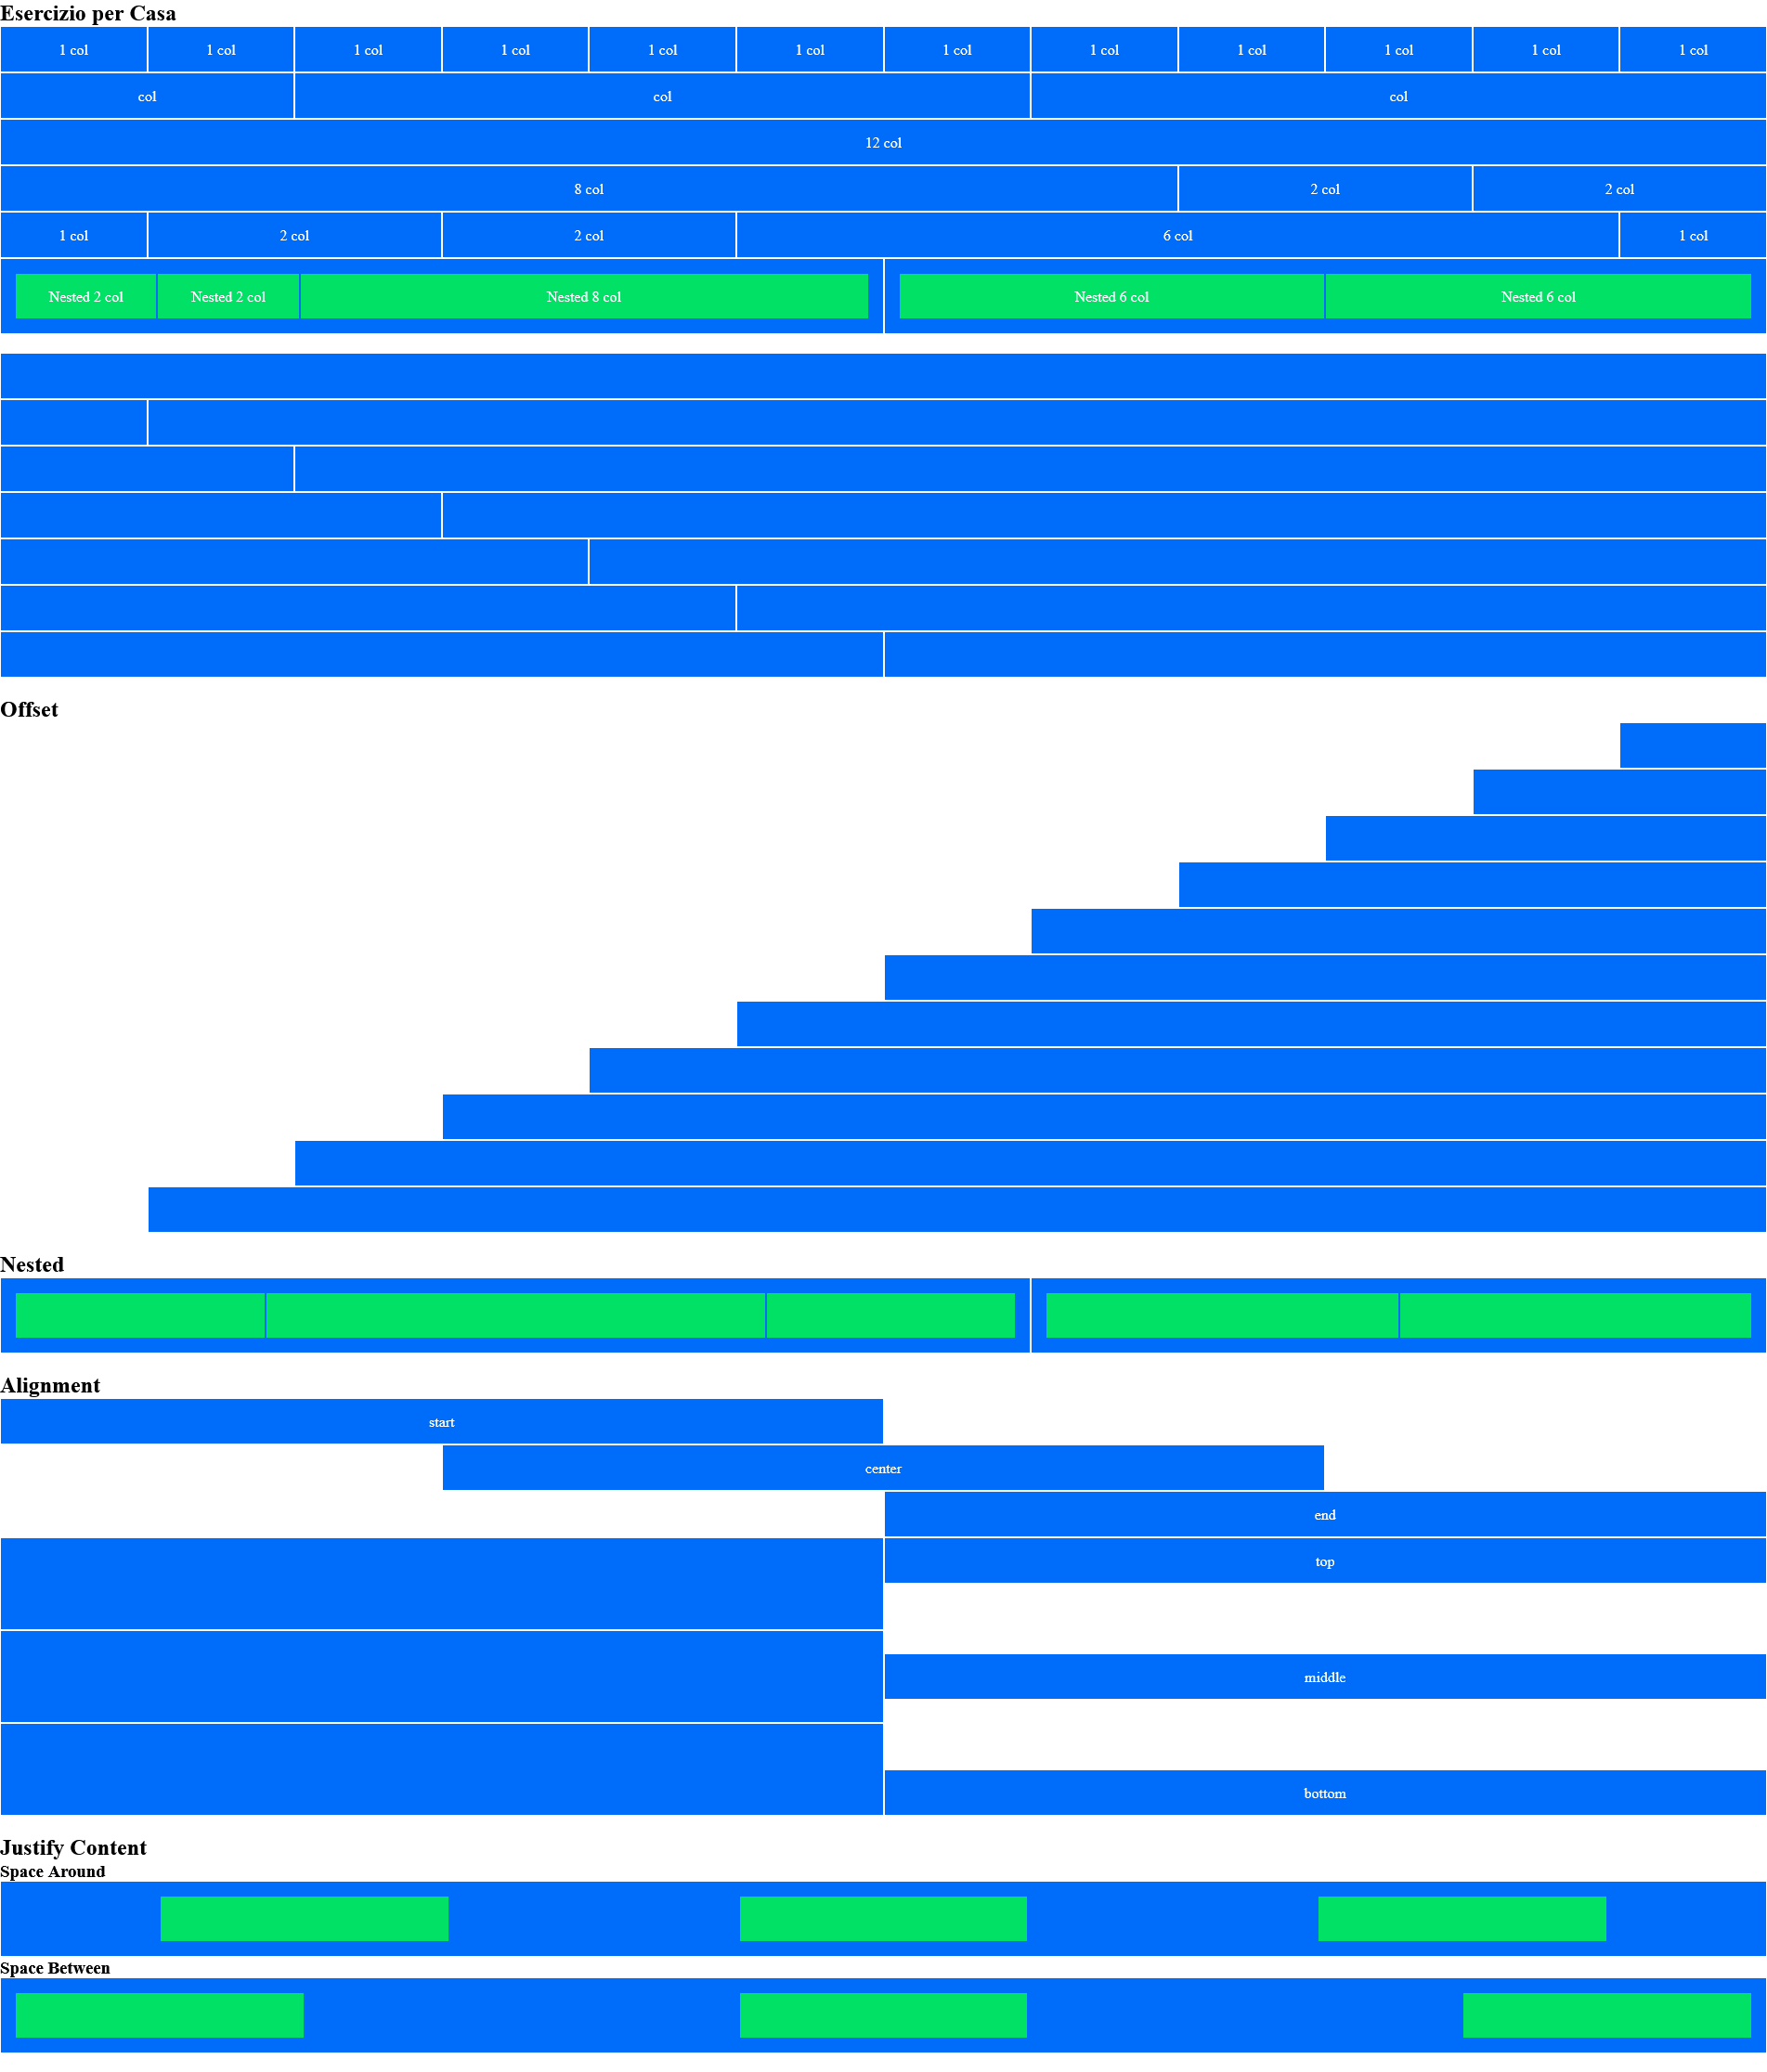 Esercizio per Casa
1 col 1 col 1 col 1 col 1 col 1 col 1 col 1 col 1 col 1 col 1 col 1 col
col col col
12 col
8 col 2 col 2 col
1 col 2 col 2 col 6 col 1 col
Nested 2 col Nested 2 col Nested 8 col Nested 6 col Nested 6 col
Offset
Nested
Alignment
start
center
end
top
middle
bottom
Justify Content
Space Around
Space Between